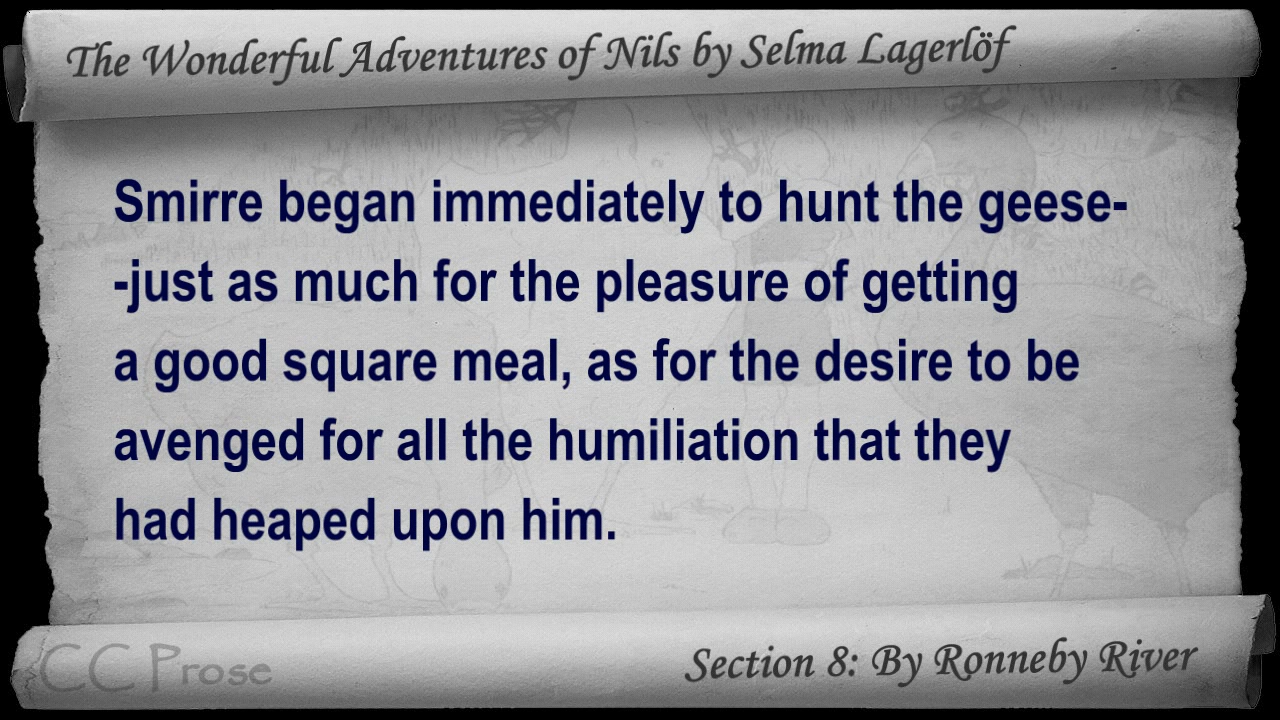 The Wonderful Adventures of Nils by Selma Lagerlöf
Smirre began immediately to hunt the geese-
-just as much for the pleasure of getting
a good square meal, as for the desire to be
avenged for all the humiliation that they
had heaped upon him.
CC Prose
Section 8: By Ronneby River